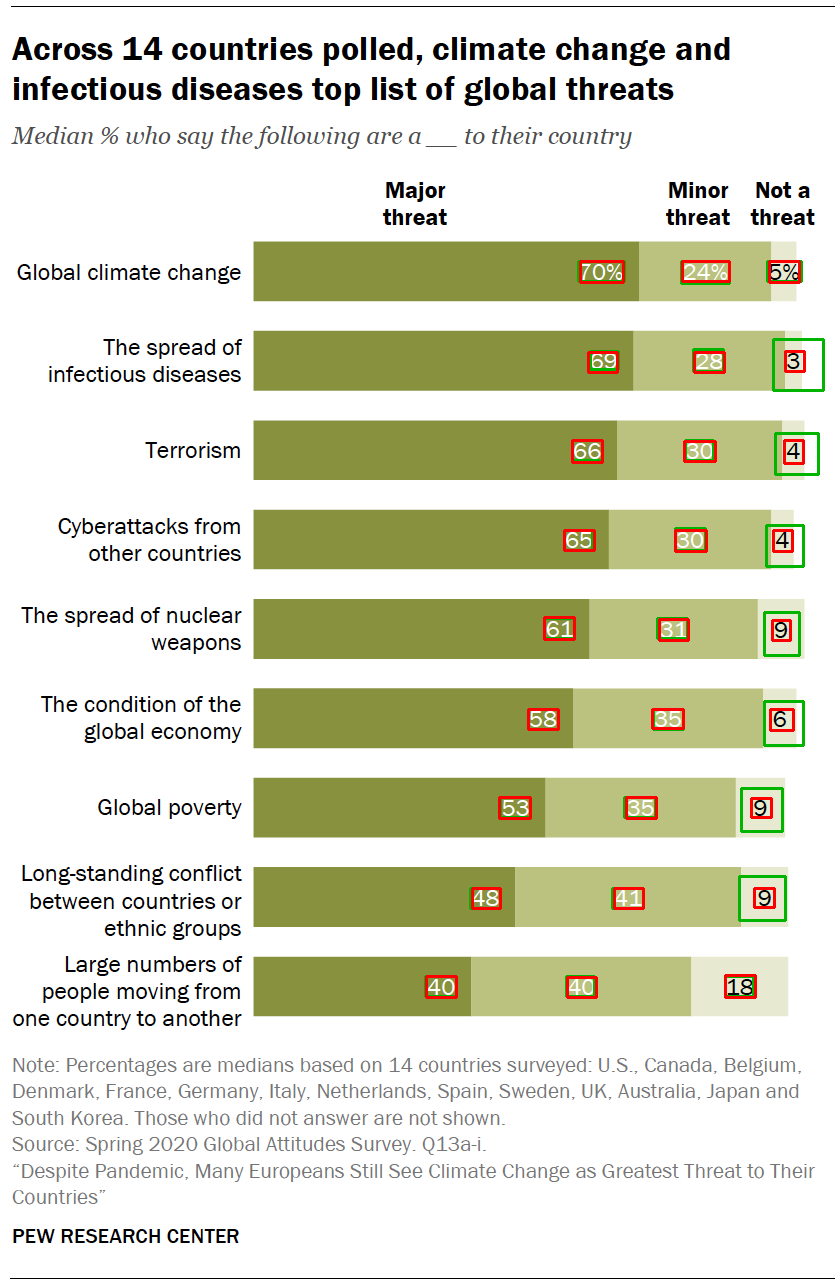 Across 14 countries polled, climate change and
infectious diseases top list of global threats
Median % who say the following are a __ to their country
Major
threat
Minor
threat
Not a
threat
Global climate change 70% 24% 5%
The spread of
infectious diseases 69 28 3
Terrorism 66 30 4
Cyberattacks from
other countries 65 30 4
The spread of nuclear
weapons 61 31 9
The condition of the
global economy 58 35 6
Global poverty 53 35 9
Long-standing conflict
between countries or
ethnic groups 48 41 9
Large numbers of
people moving from
one country to another 40 40 18
Note: Percentages are medians based on 14 countries surveyed: U.S., Canada, Belgium,
Denmark, France, Germany, Italy, Netherlands, Spain, Sweden, UK, Australia, Japan and
South Korea. Those who did not answer are not shown.
Source: Spring 2020 Global Attitudes Survey. Q13a-i.
“Despite Pandemic, Many Europeans Still See Climate Change as Greatest Threat to Their
Countries”
PEW RESEARCH CENTER